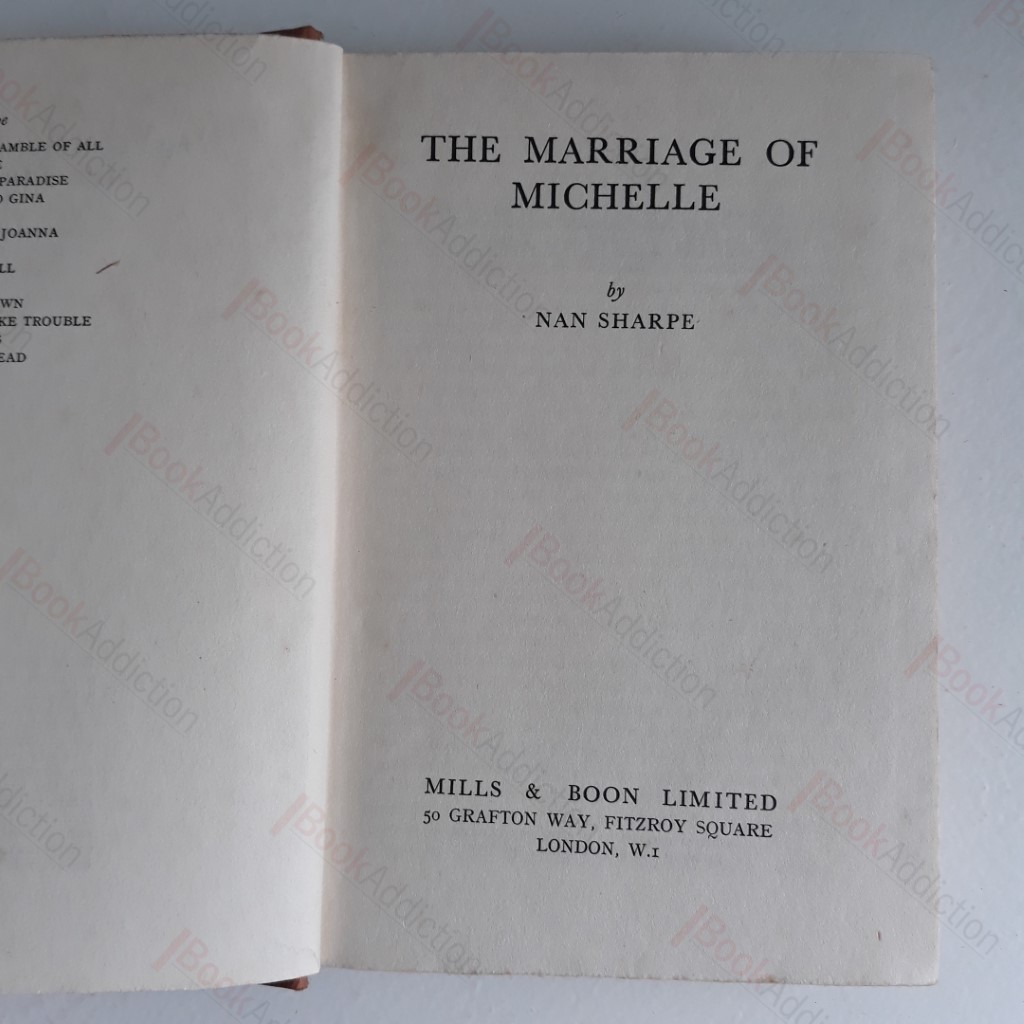 AMBLE OF ALL
PARADISE
GINA
JOANNA
LL
WN
KE TROUBLE
EAD
THE MARRIAGE OF
MICHELLE
by
NAN SHARPE
MILLS & BOON LIMITED
50 GRAFTON WAY, FITZROY SQUARE
LONDON, W.1
BookAddiction